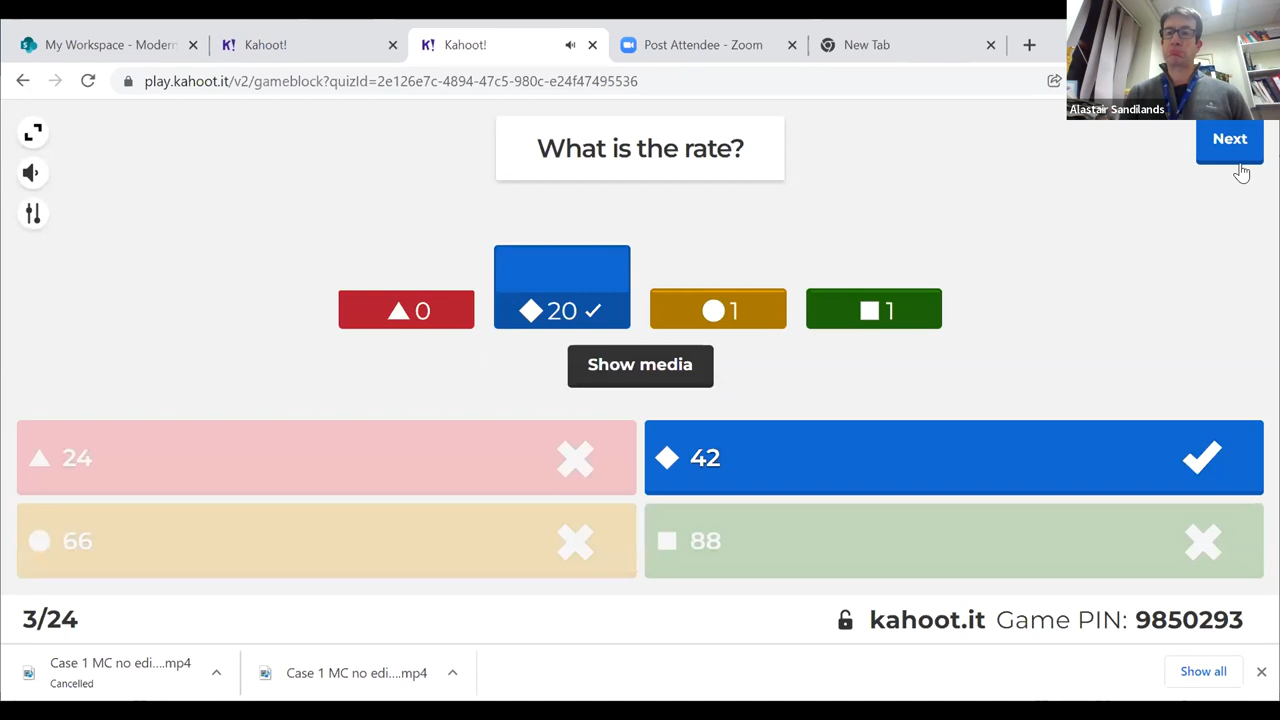 My Workspace - Modern
Kahoot!
Kahoot!
Post Attendee - Zoom
New Tab
play.kahoot.it/v2/gameblock?quizId=2e126e7c-4894-47c5-980c-e24f47495536
Alastair Sandilands
What is the rate?
Next
0
20
1
1
Show media
24
42
66
88
3/24
kahoot.it Game PIN: 9850293
Case 1 MC no edi....mp4
Cancelled
Case 1 MC no edi....mp4
Show all